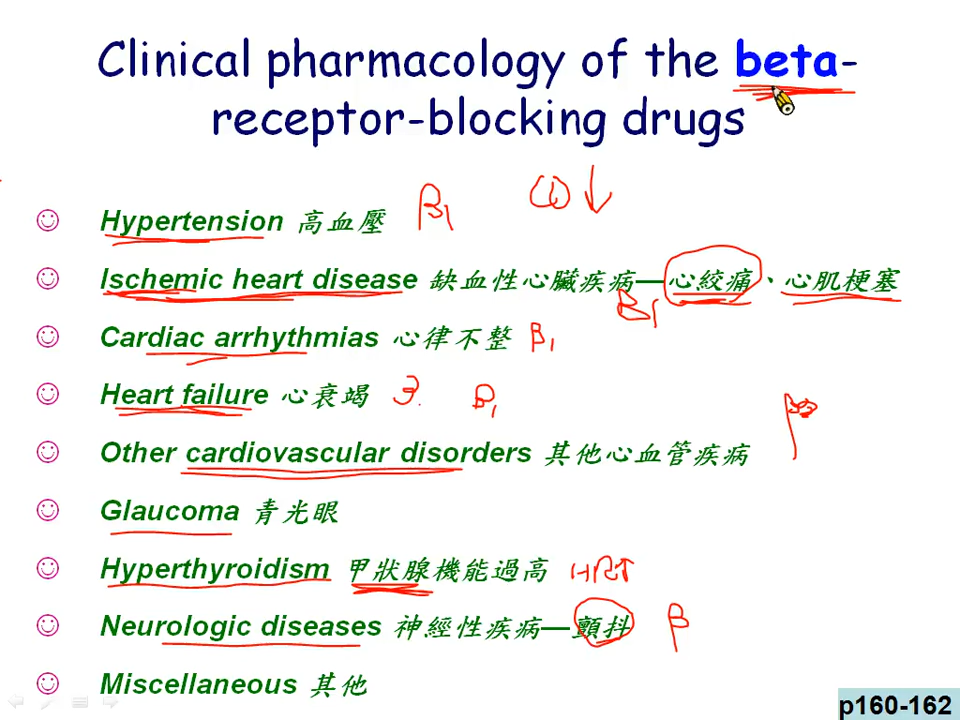 Clinical pharmacology of the beta-
receptor-blocking drugs
CO↓
Hypertension 高血壓 β1
Ischemic heart disease 缺血性心臟疾病—心絞痛、心肌梗塞
β1
Cardiac arrhythmias 心律不整 β1
Heart failure 心衰竭 3. β1
Other cardiovascular disorders 其他心血管疾病
Glaucoma 青光眼
Hyperthyroidism 甲狀腺機能過高 HR↑
Neurologic diseases 神經性疾病—顫抖 β
Miscellaneous 其他
p160-162